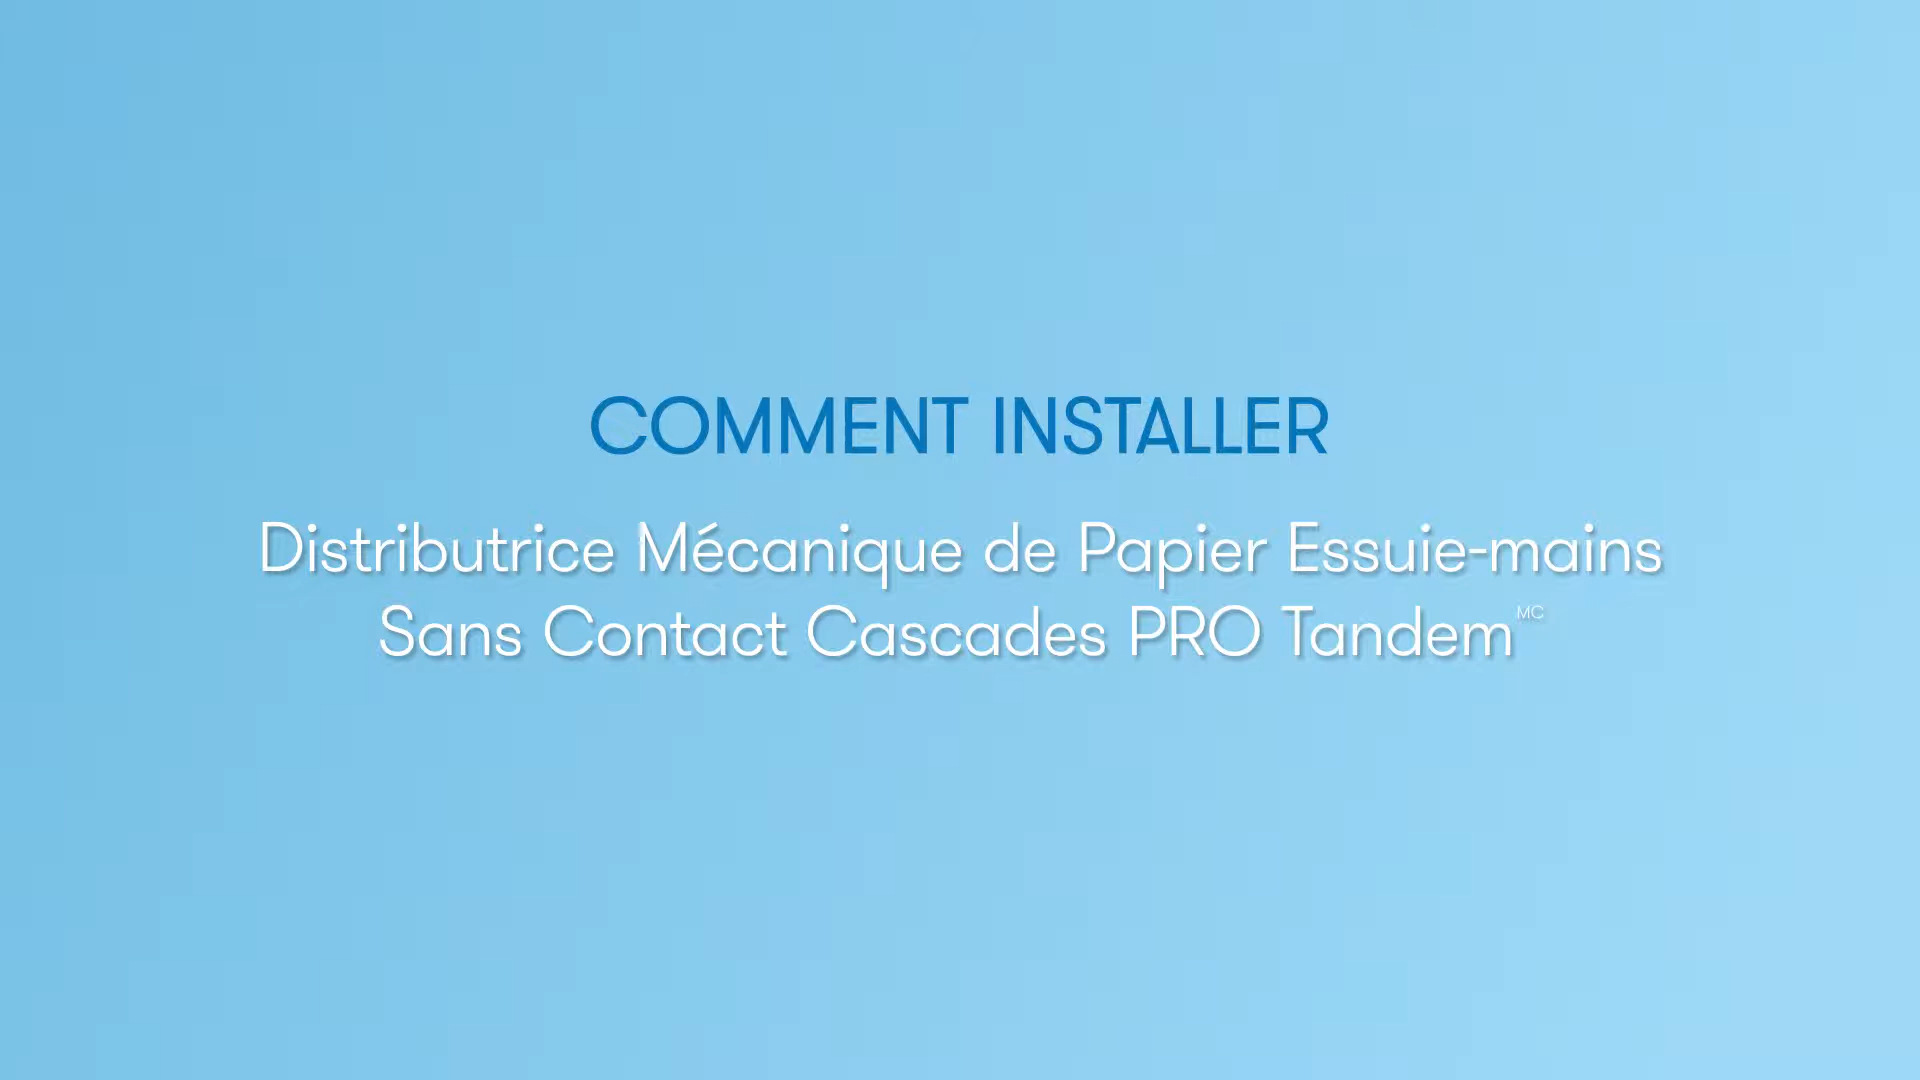 COMMENT INSTALLER
Distributrice Mécanique de Papier Essuie-mains
Sans Contact Cascades PRO Tandem MC